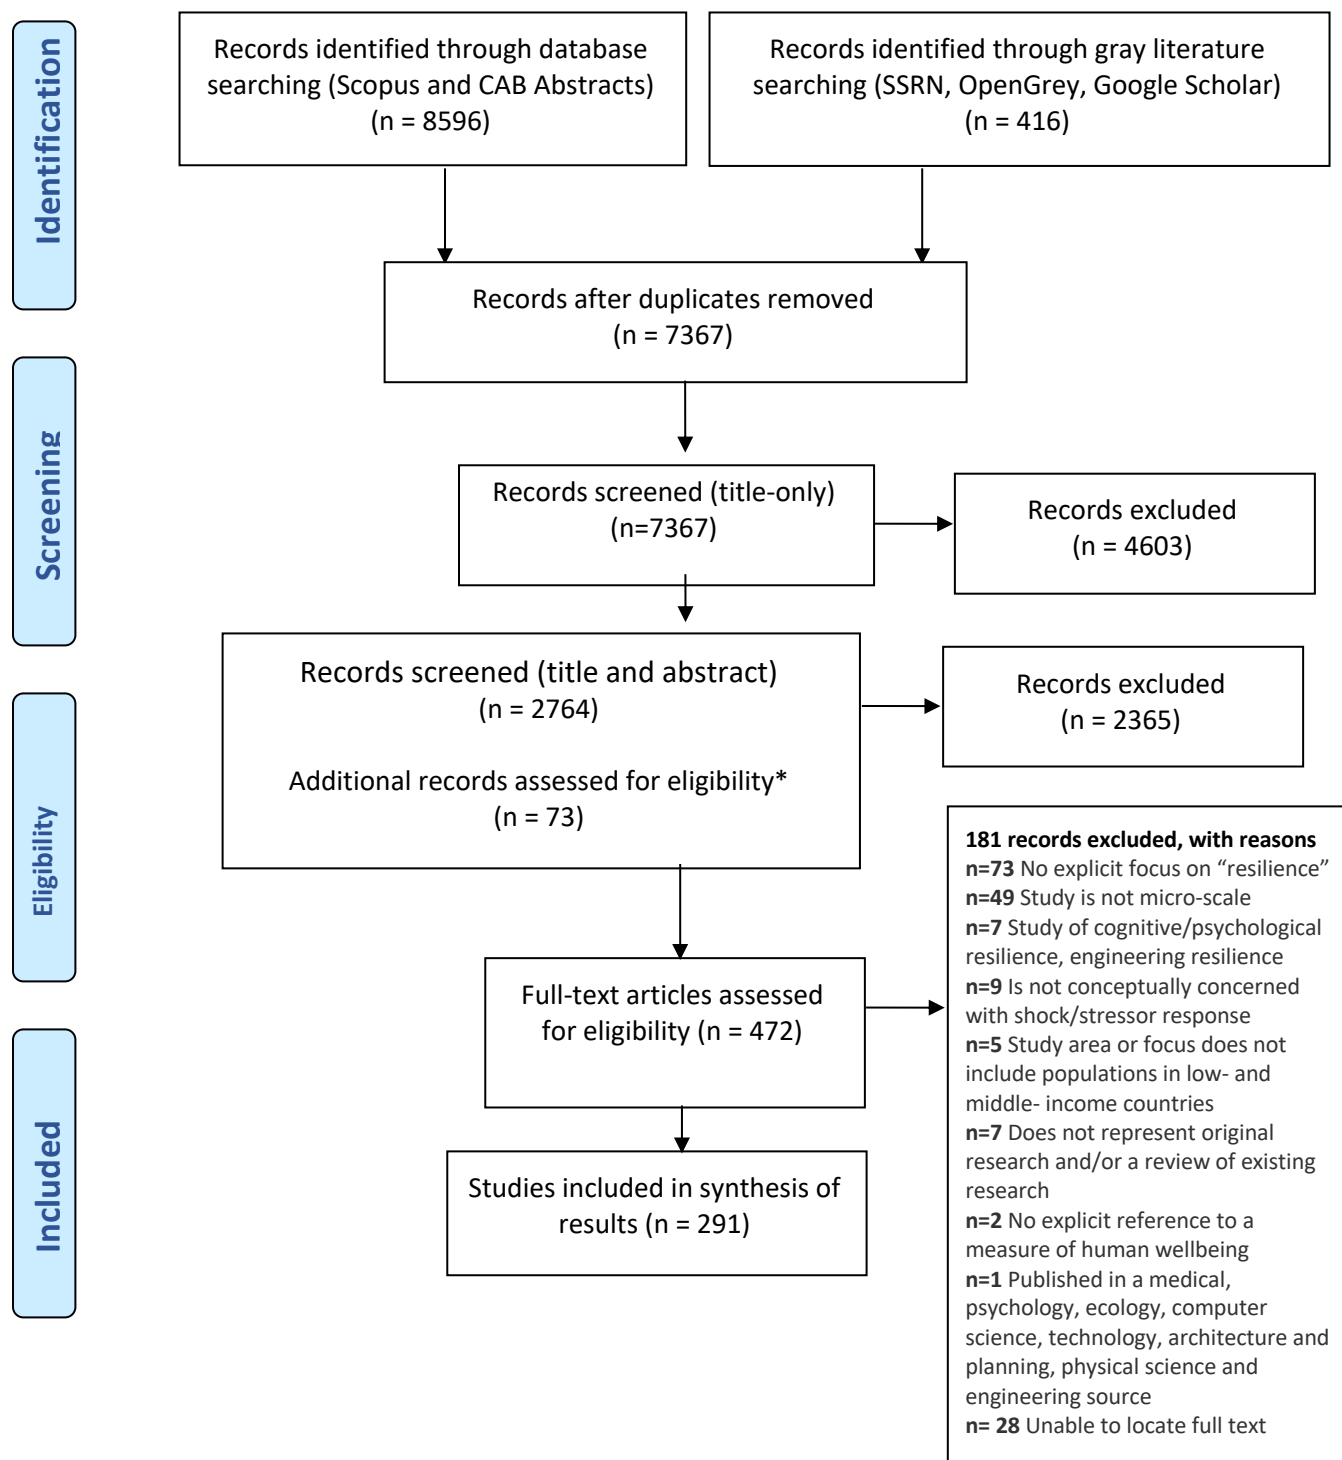 Identification
Records identified through database
searching (Scopus and CAB Abstracts)
(n = 8596)
Records identified through gray literature
searching (SSRN, OpenGrey, Google Scholar)
(n = 416)
Records after duplicates removed
(n = 7367)
Screening
Records screened (title-only)
(n=7367)
Records excluded
(n = 4603)
Records screened (title and abstract)
(n = 2764)
Additional records assessed for eligibility*
(n = 73)
Records excluded
(n = 2365)
Eligibility
Full-text articles assessed
for eligibility (n = 472)
181 records excluded, with reasons
n=73 No explicit focus on “resilience”
n=49 Study is not micro-scale
n=7 Study of cognitive/psychological
resilience, engineering resilience
n=9 Is not conceptually concerned
with shock/stressor response
n=5 Study area or focus does not
include populations in low- and
middle- income countries
n=7 Does not represent original
research and/or a review of existing
research
n=2 No explicit reference to a
measure of human wellbeing
n=1 Published in a medical,
psychology, ecology, computer
science, technology, architecture and
planning, physical science and
engineering source
n= 28 Unable to locate full text
Included
Studies included in synthesis of
results (n = 291)